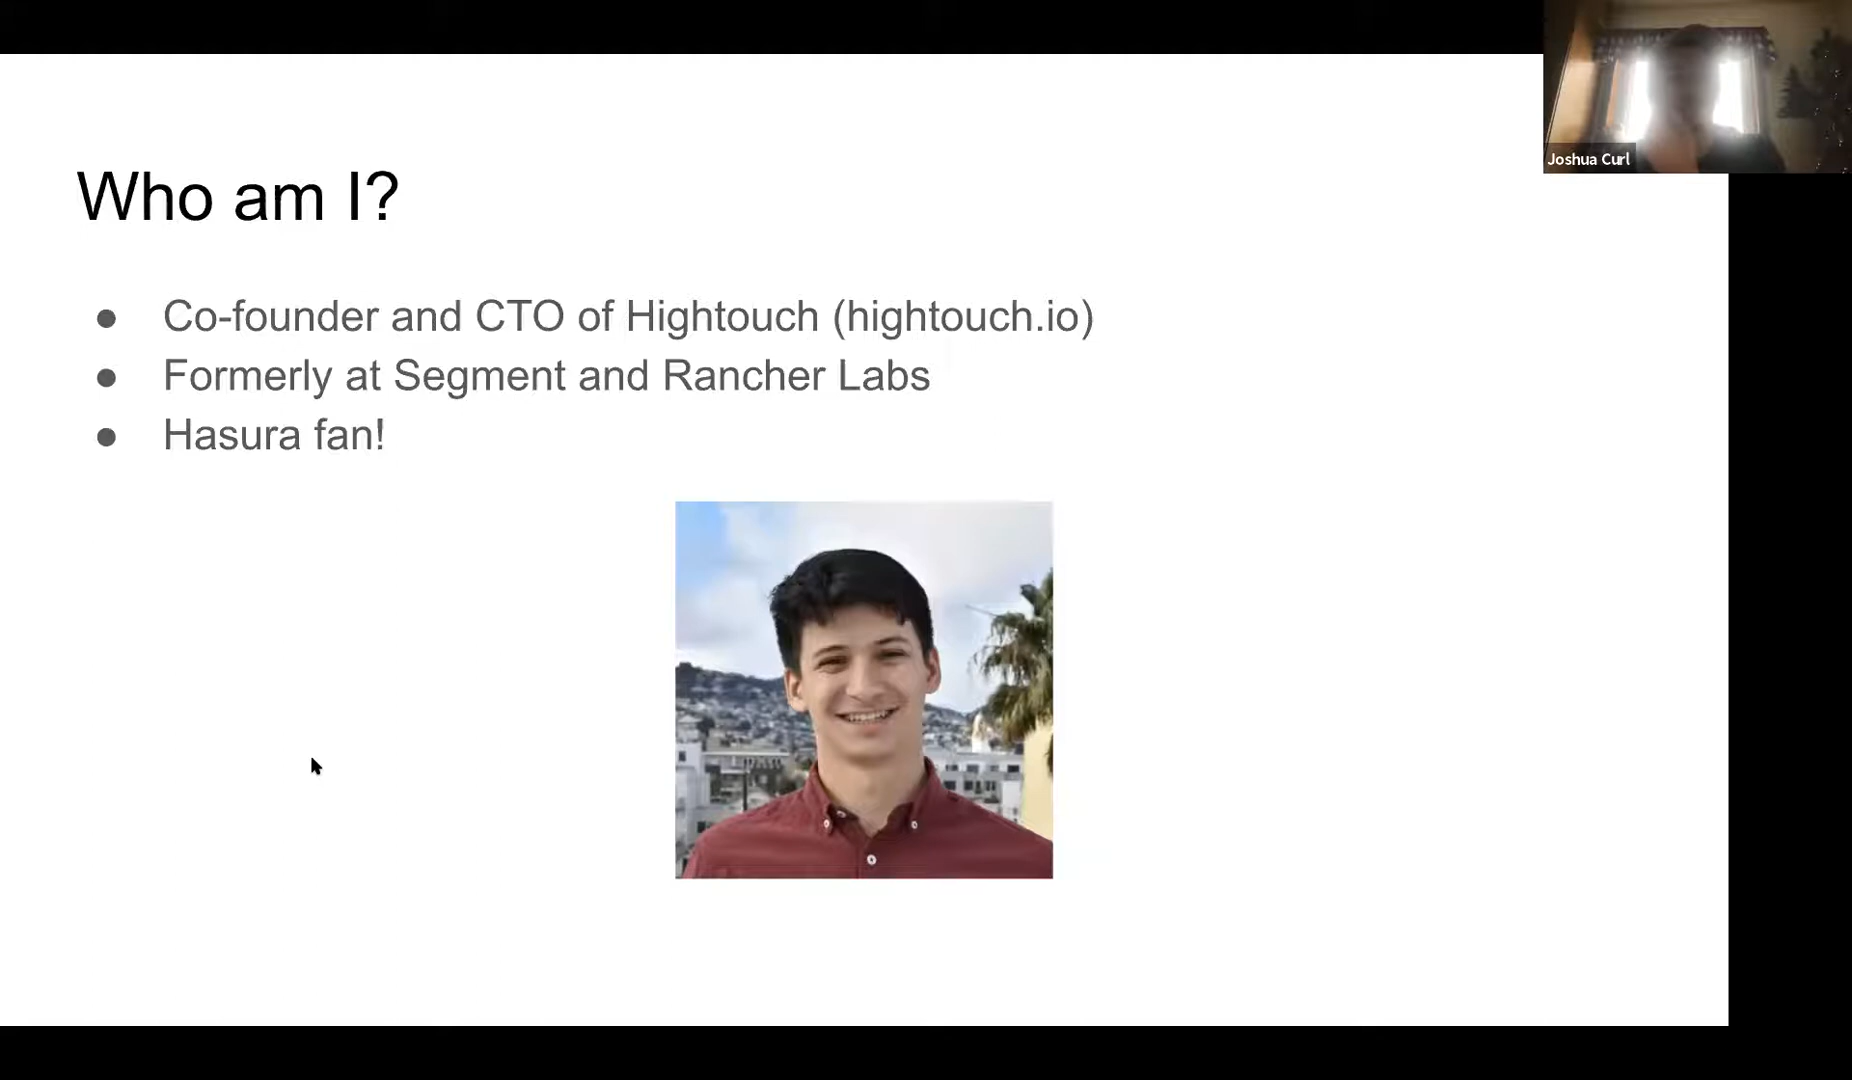 Joshua Curl
Who am I?
● Co-founder and CTO of Hightouch (hightouch.io)
● Formerly at Segment and Rancher Labs
● Hasura fan!